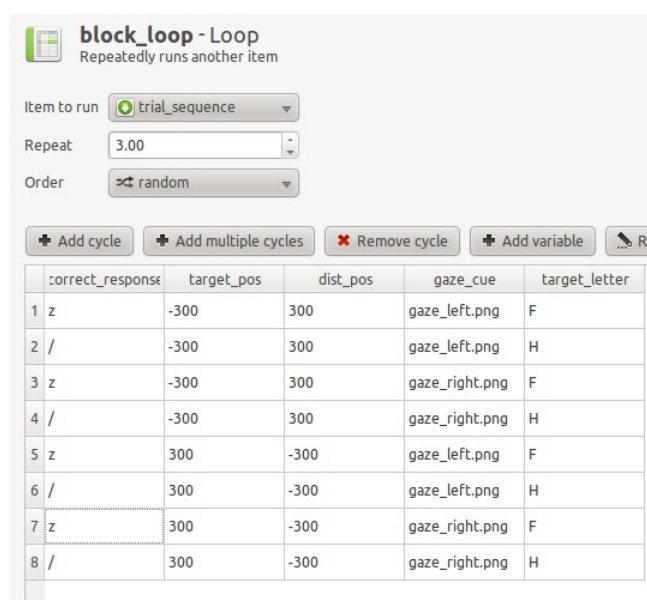 block_loop - Loop
Repeatedly runs another item
Item to run trial_sequence
Repeat 3.00
Order random
Add cycle Add multiple cycles Remove cycle Add variable R
correct_response target_pos dist_pos gaze_cue target_letter
1 z -300 300 gaze_left.png F
2 / -300 300 gaze_left.png H
3 z -300 300 gaze_right.png F
4 / -300 300 gaze_right.png H
5 z 300 -300 gaze_left.png F
6 / 300 -300 gaze_left.png H
7 z 300 -300 gaze_right.png F
8 / 300 -300 gaze_right.png H